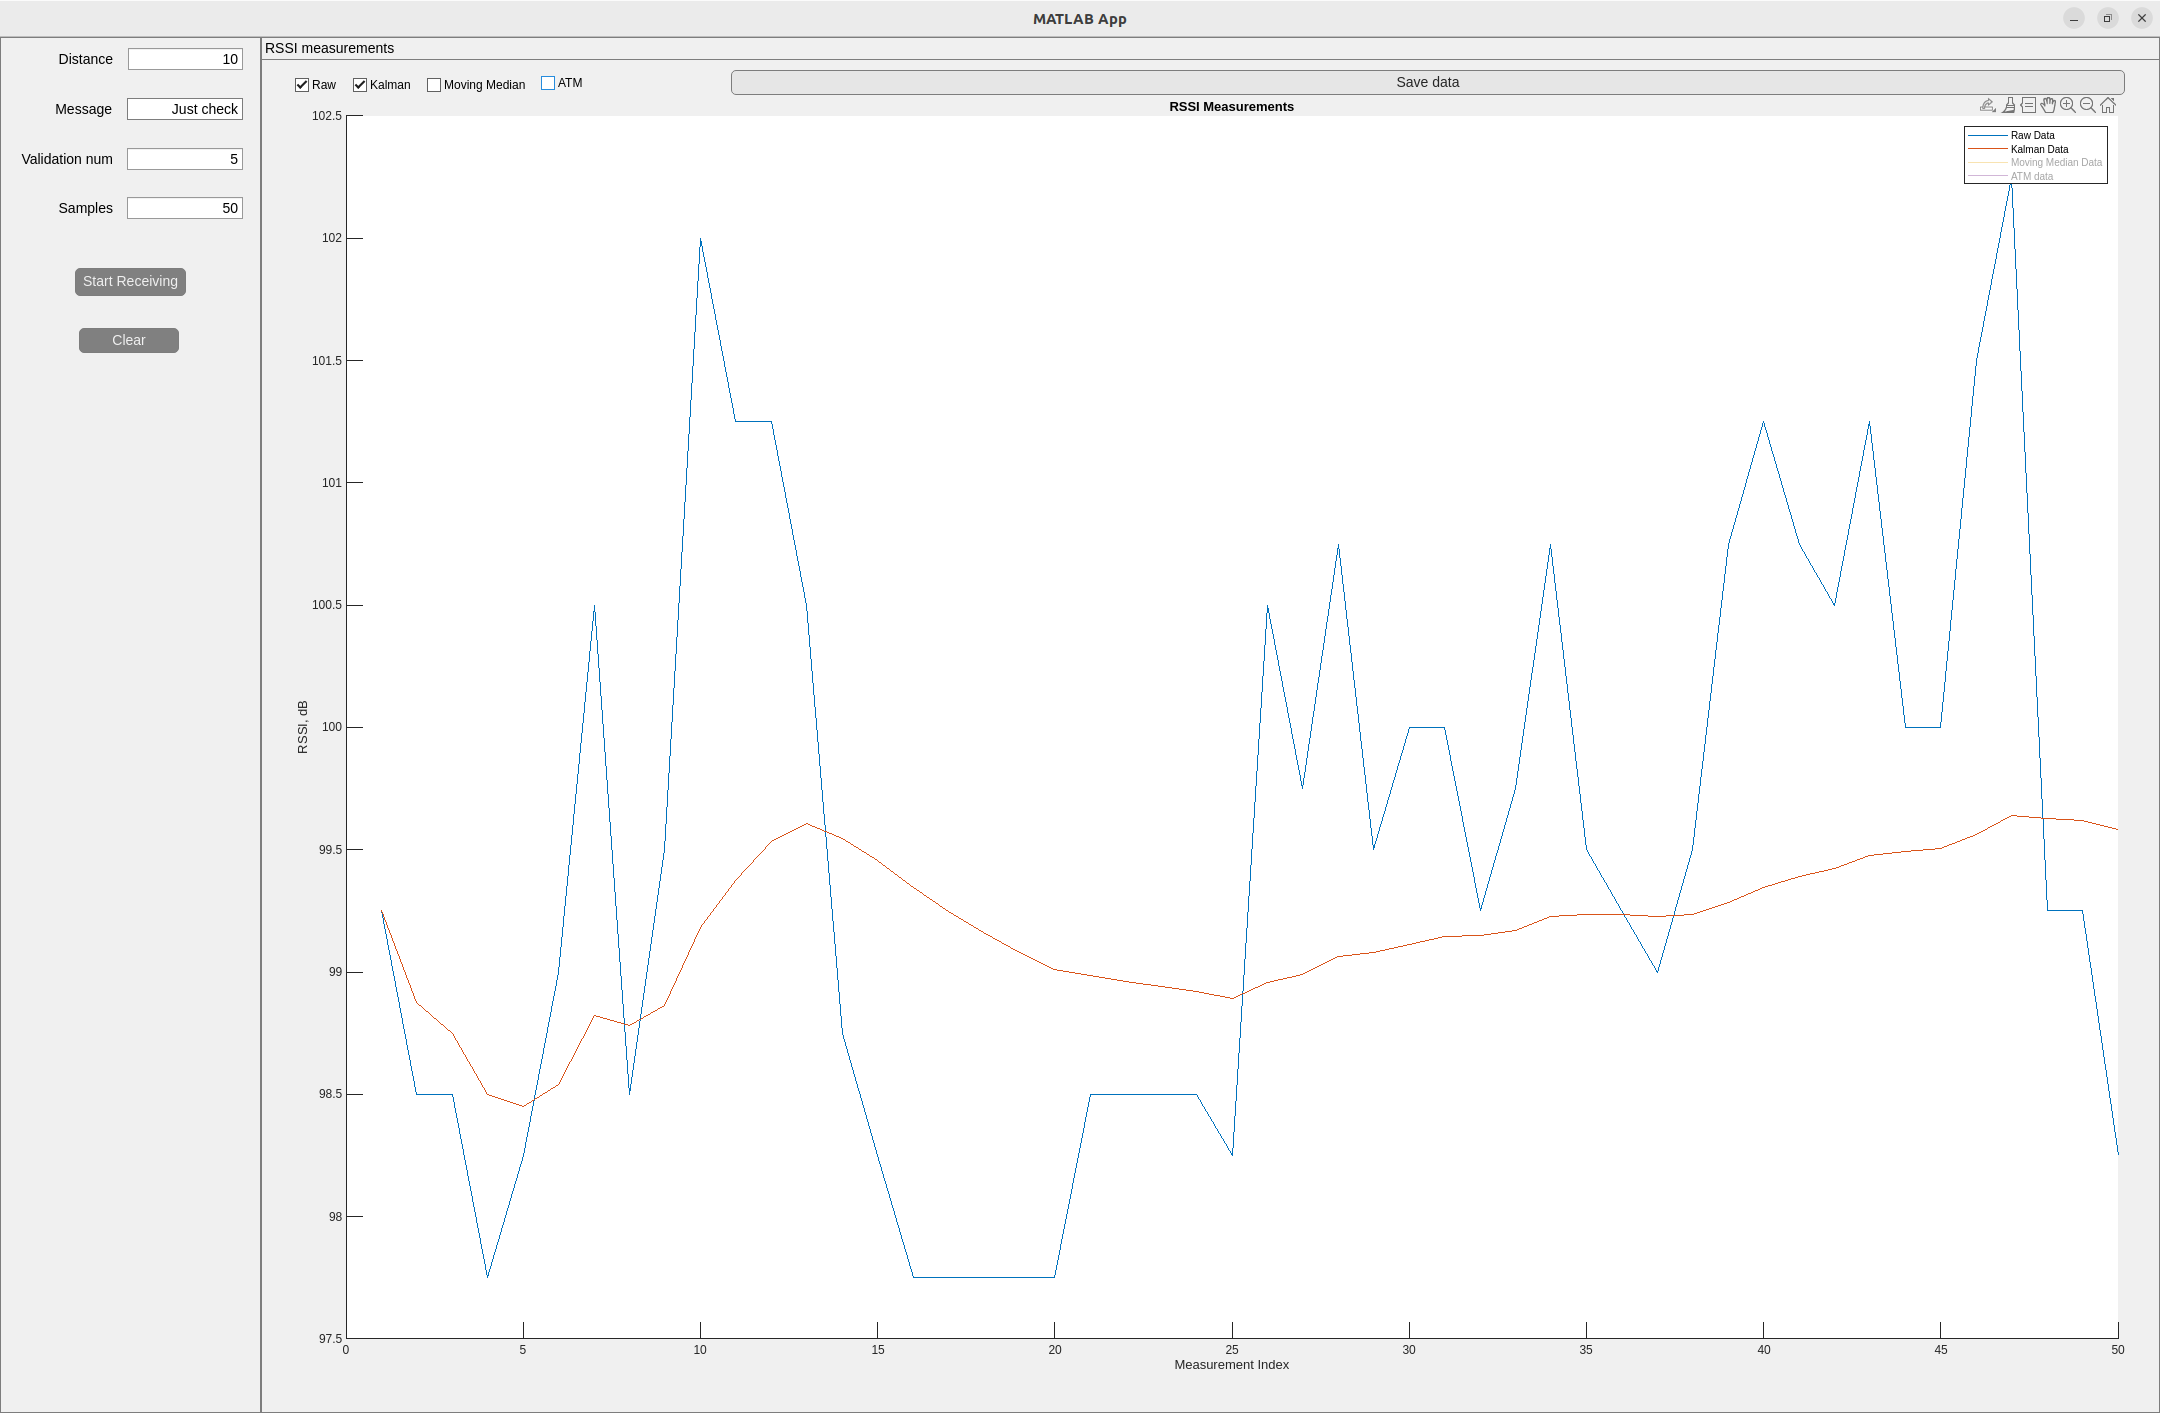 MATLAB App
Distance 10
Message Just check
Validation num 5
Samples 50
Start Receiving
Clear
RSSI measurements
Raw Kalman Moving Median ATM Save data
RSSI Measurements
Raw Data
Kalman Data
Moving Median Data
ATM data
102.5
102
101.5
101
100.5
100
99.5
99
98.5
98
97.5
RSSI, dB
0 5 10 15 20 25 30 35 40 45 50
Measurement Index